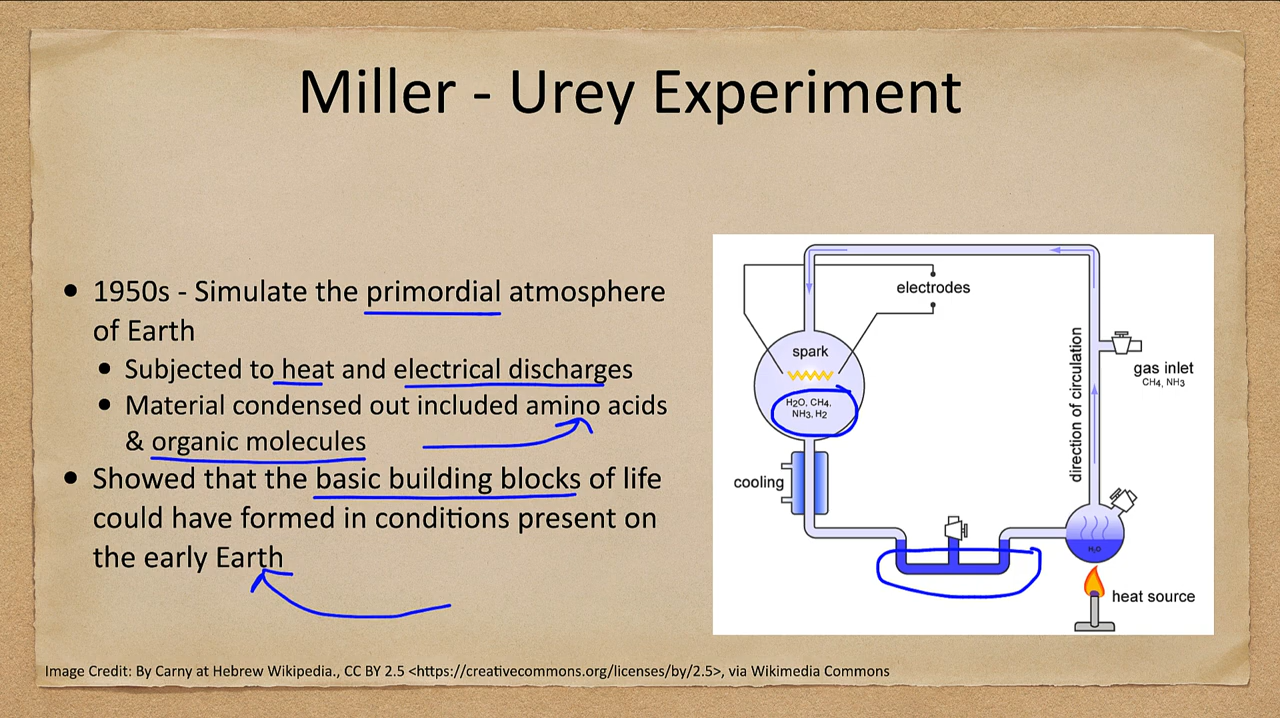 Miller - Urey Experiment
• 1950s - Simulate the primordial atmosphere
of Earth
• Subjected to heat and electrical discharges
• Material condensed out included amino acids
& organic molecules
• Showed that the basic building blocks of life
could have formed in conditions present on
the early Earth
electrodes
spark
H2O, CH4,
NH3, H2
cooling
direction of circulation
gas inlet
CH4, NH3
H2O
heat source
Image Credit: By Carny at Hebrew Wikipedia., CC BY 2.5 <https://creativecommons.org/licenses/by/2.5>, via Wikimedia Commons